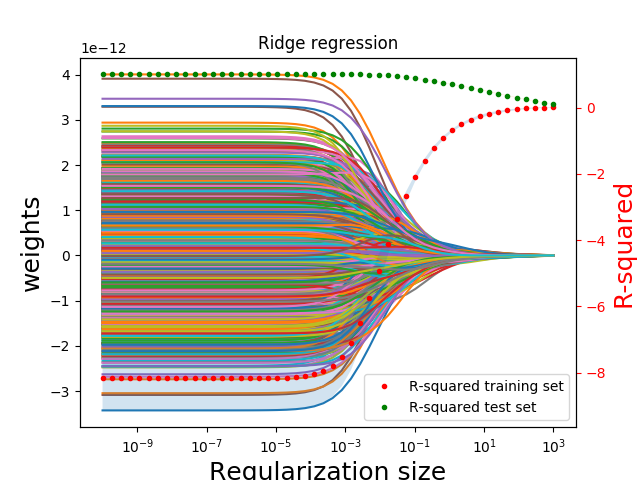 Ridge regression
1e−12
4
3
2
1
0
−1
−2
−3
weights
0
−2
−4
−6
−8
R-squared
R-squared training set
R-squared test set
10−9
10−7
10−5
10−3
10−1
101
103
Regularization size